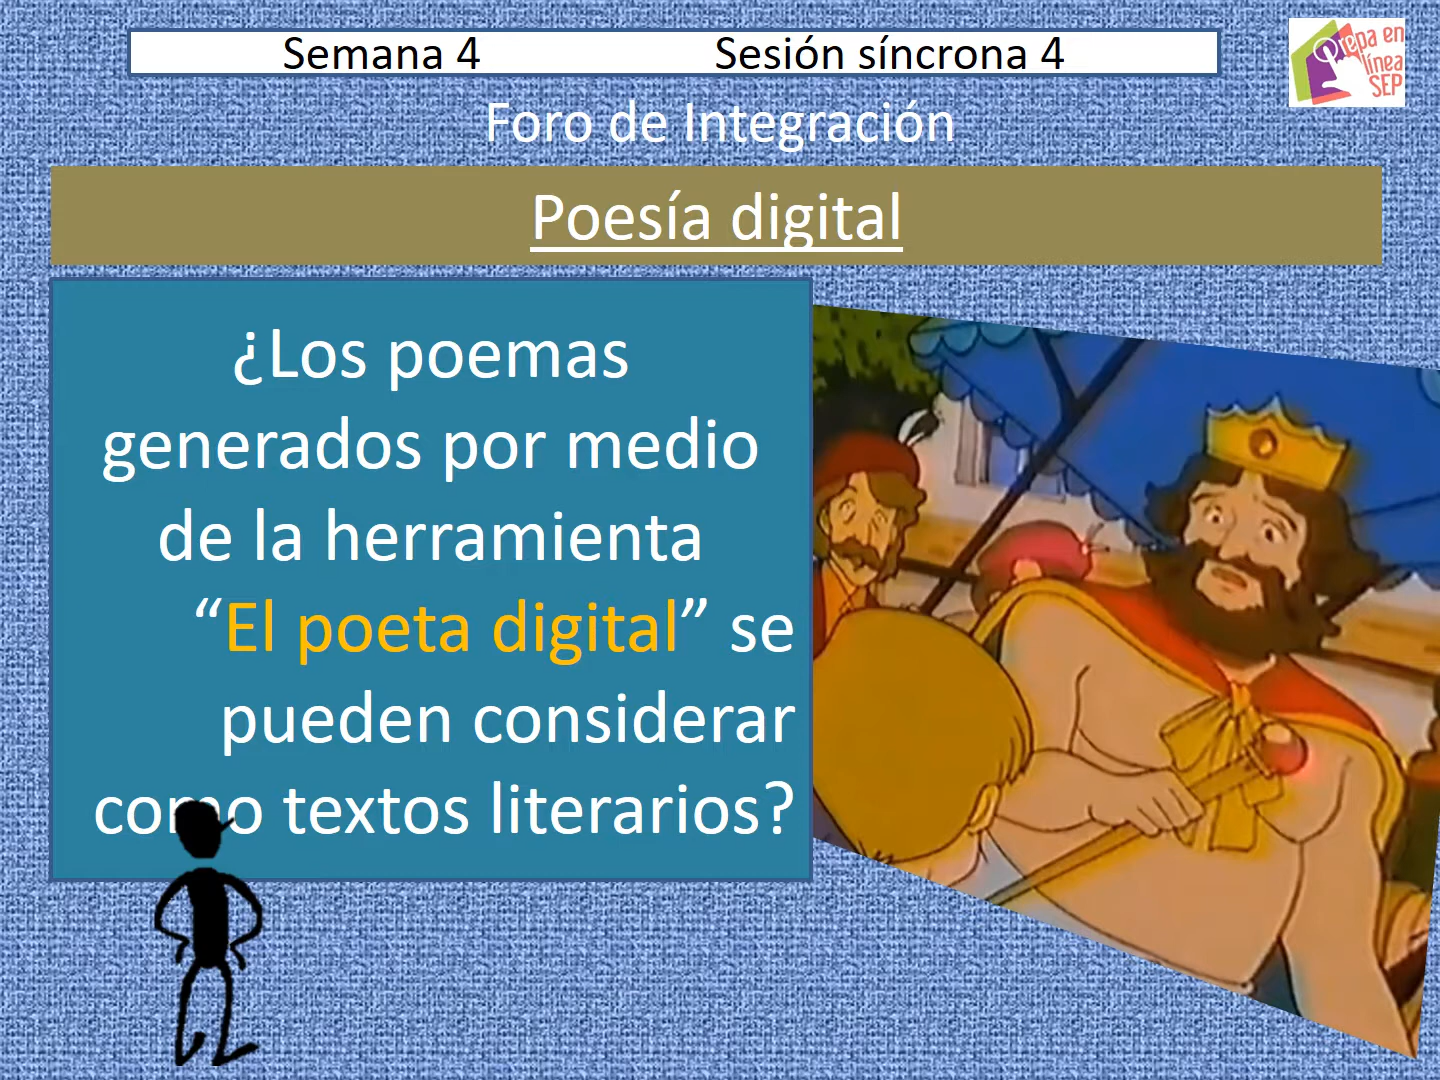 Semana 4 Sesión síncrona 4
Prepa en
línea
SEP
Foro de Integración
Poesía digital
¿Los poemas
generados por medio
de la herramienta
“El poeta digital” se
pueden considerar
como textos literarios?